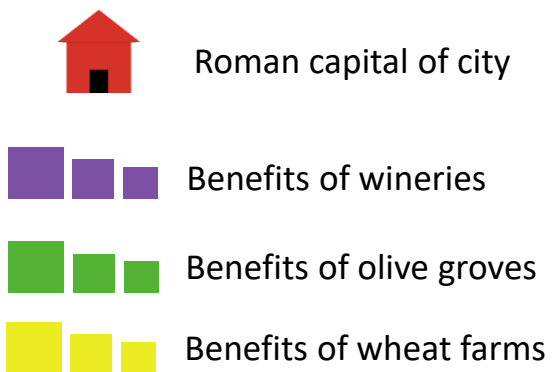 Roman capital of city
Benefits of wineries
Benefits of olive groves
Benefits of wheat farms